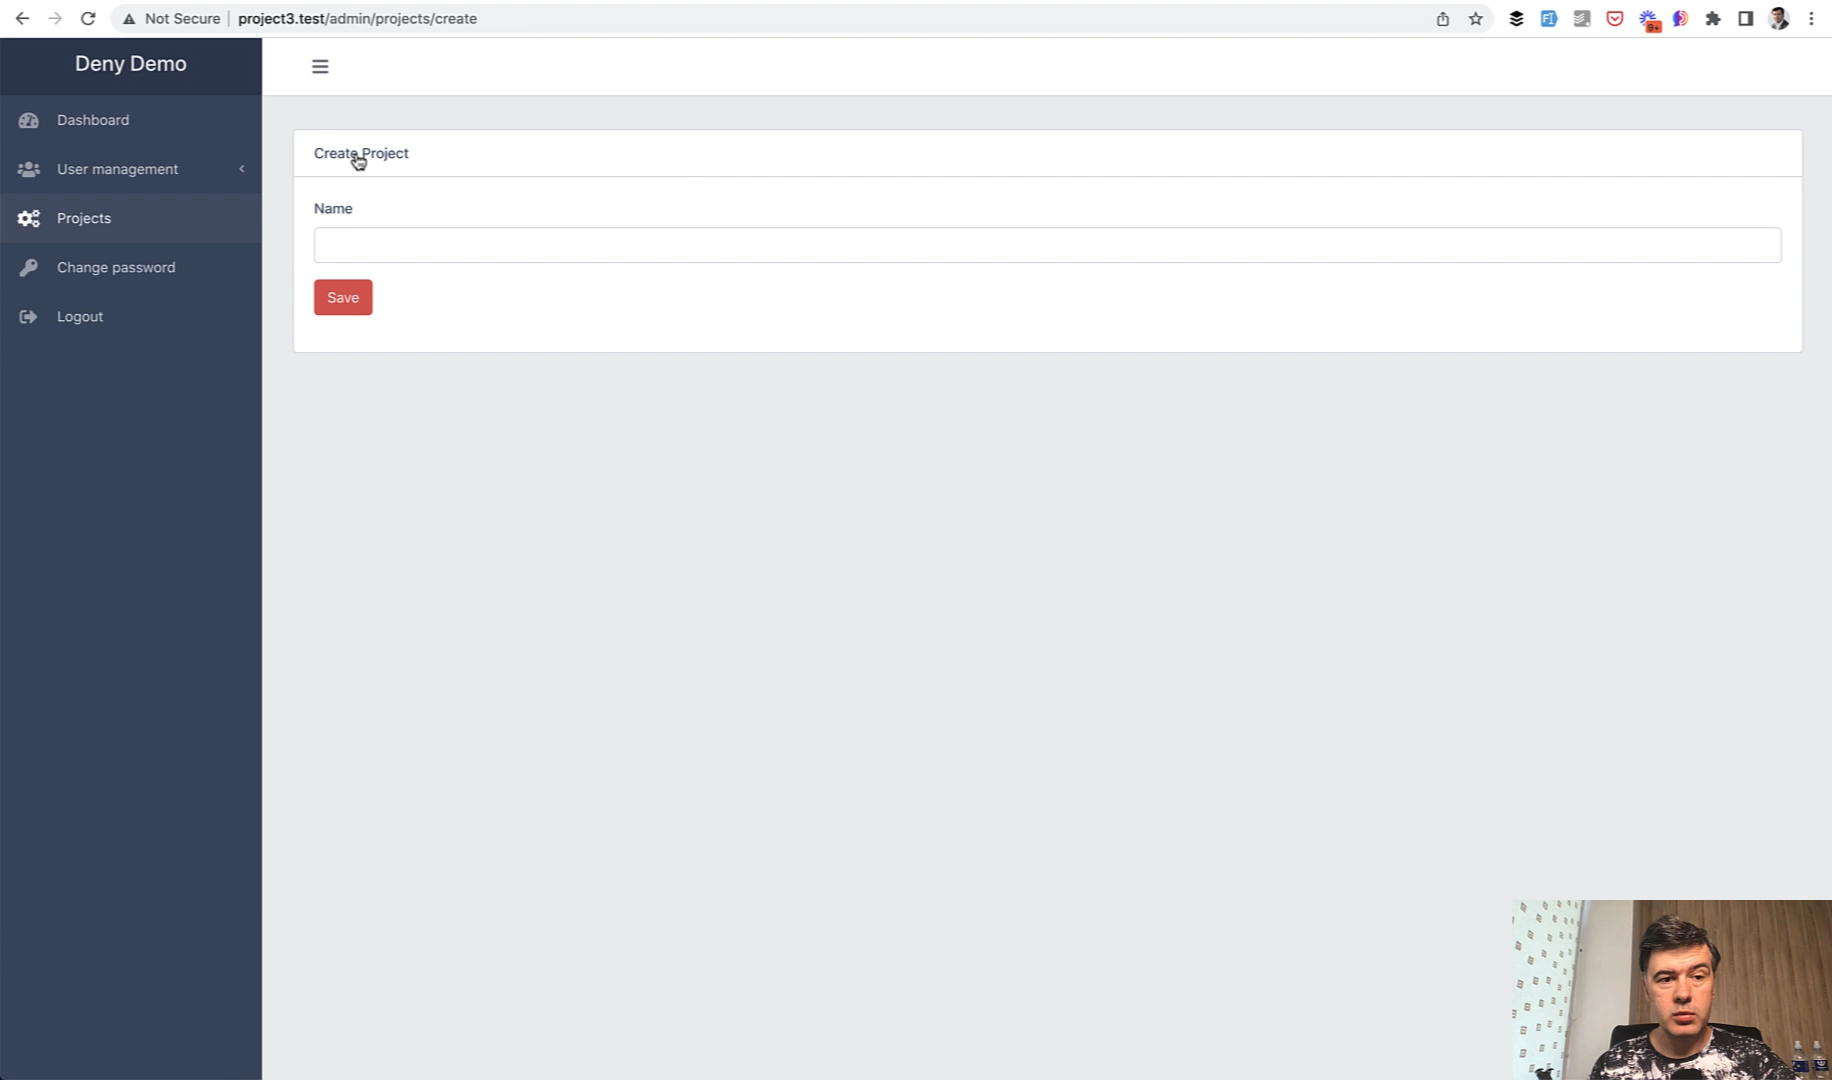 Not Secure project3.test/admin/projects/create
9+
Deny Demo
Dashboard
User management
Projects
Change password
Logout
Create Project
Name
Save